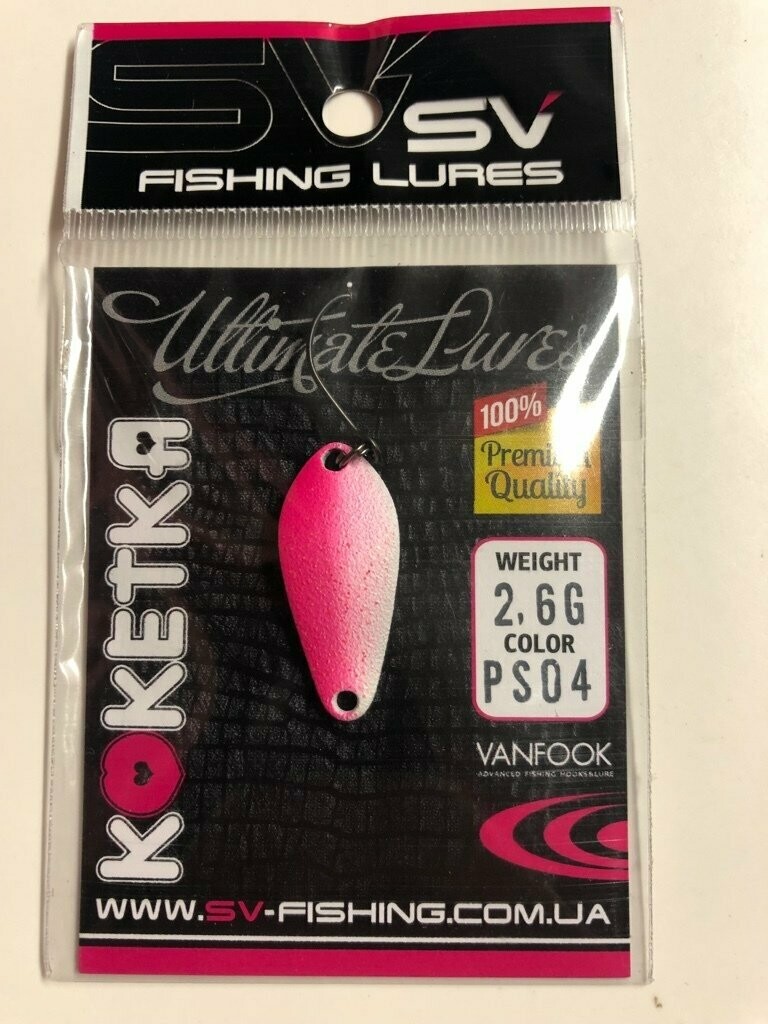 SV
SV
FISHING LURES
Ultimate Lures
100%
Premium
Quality
KOKETKA
WEIGHT
2,6G
COLOR
PS04
VANFOOK
ADVANCED FISHING HOOKS&LURE
WWW.SV-FISHING.COM.UA